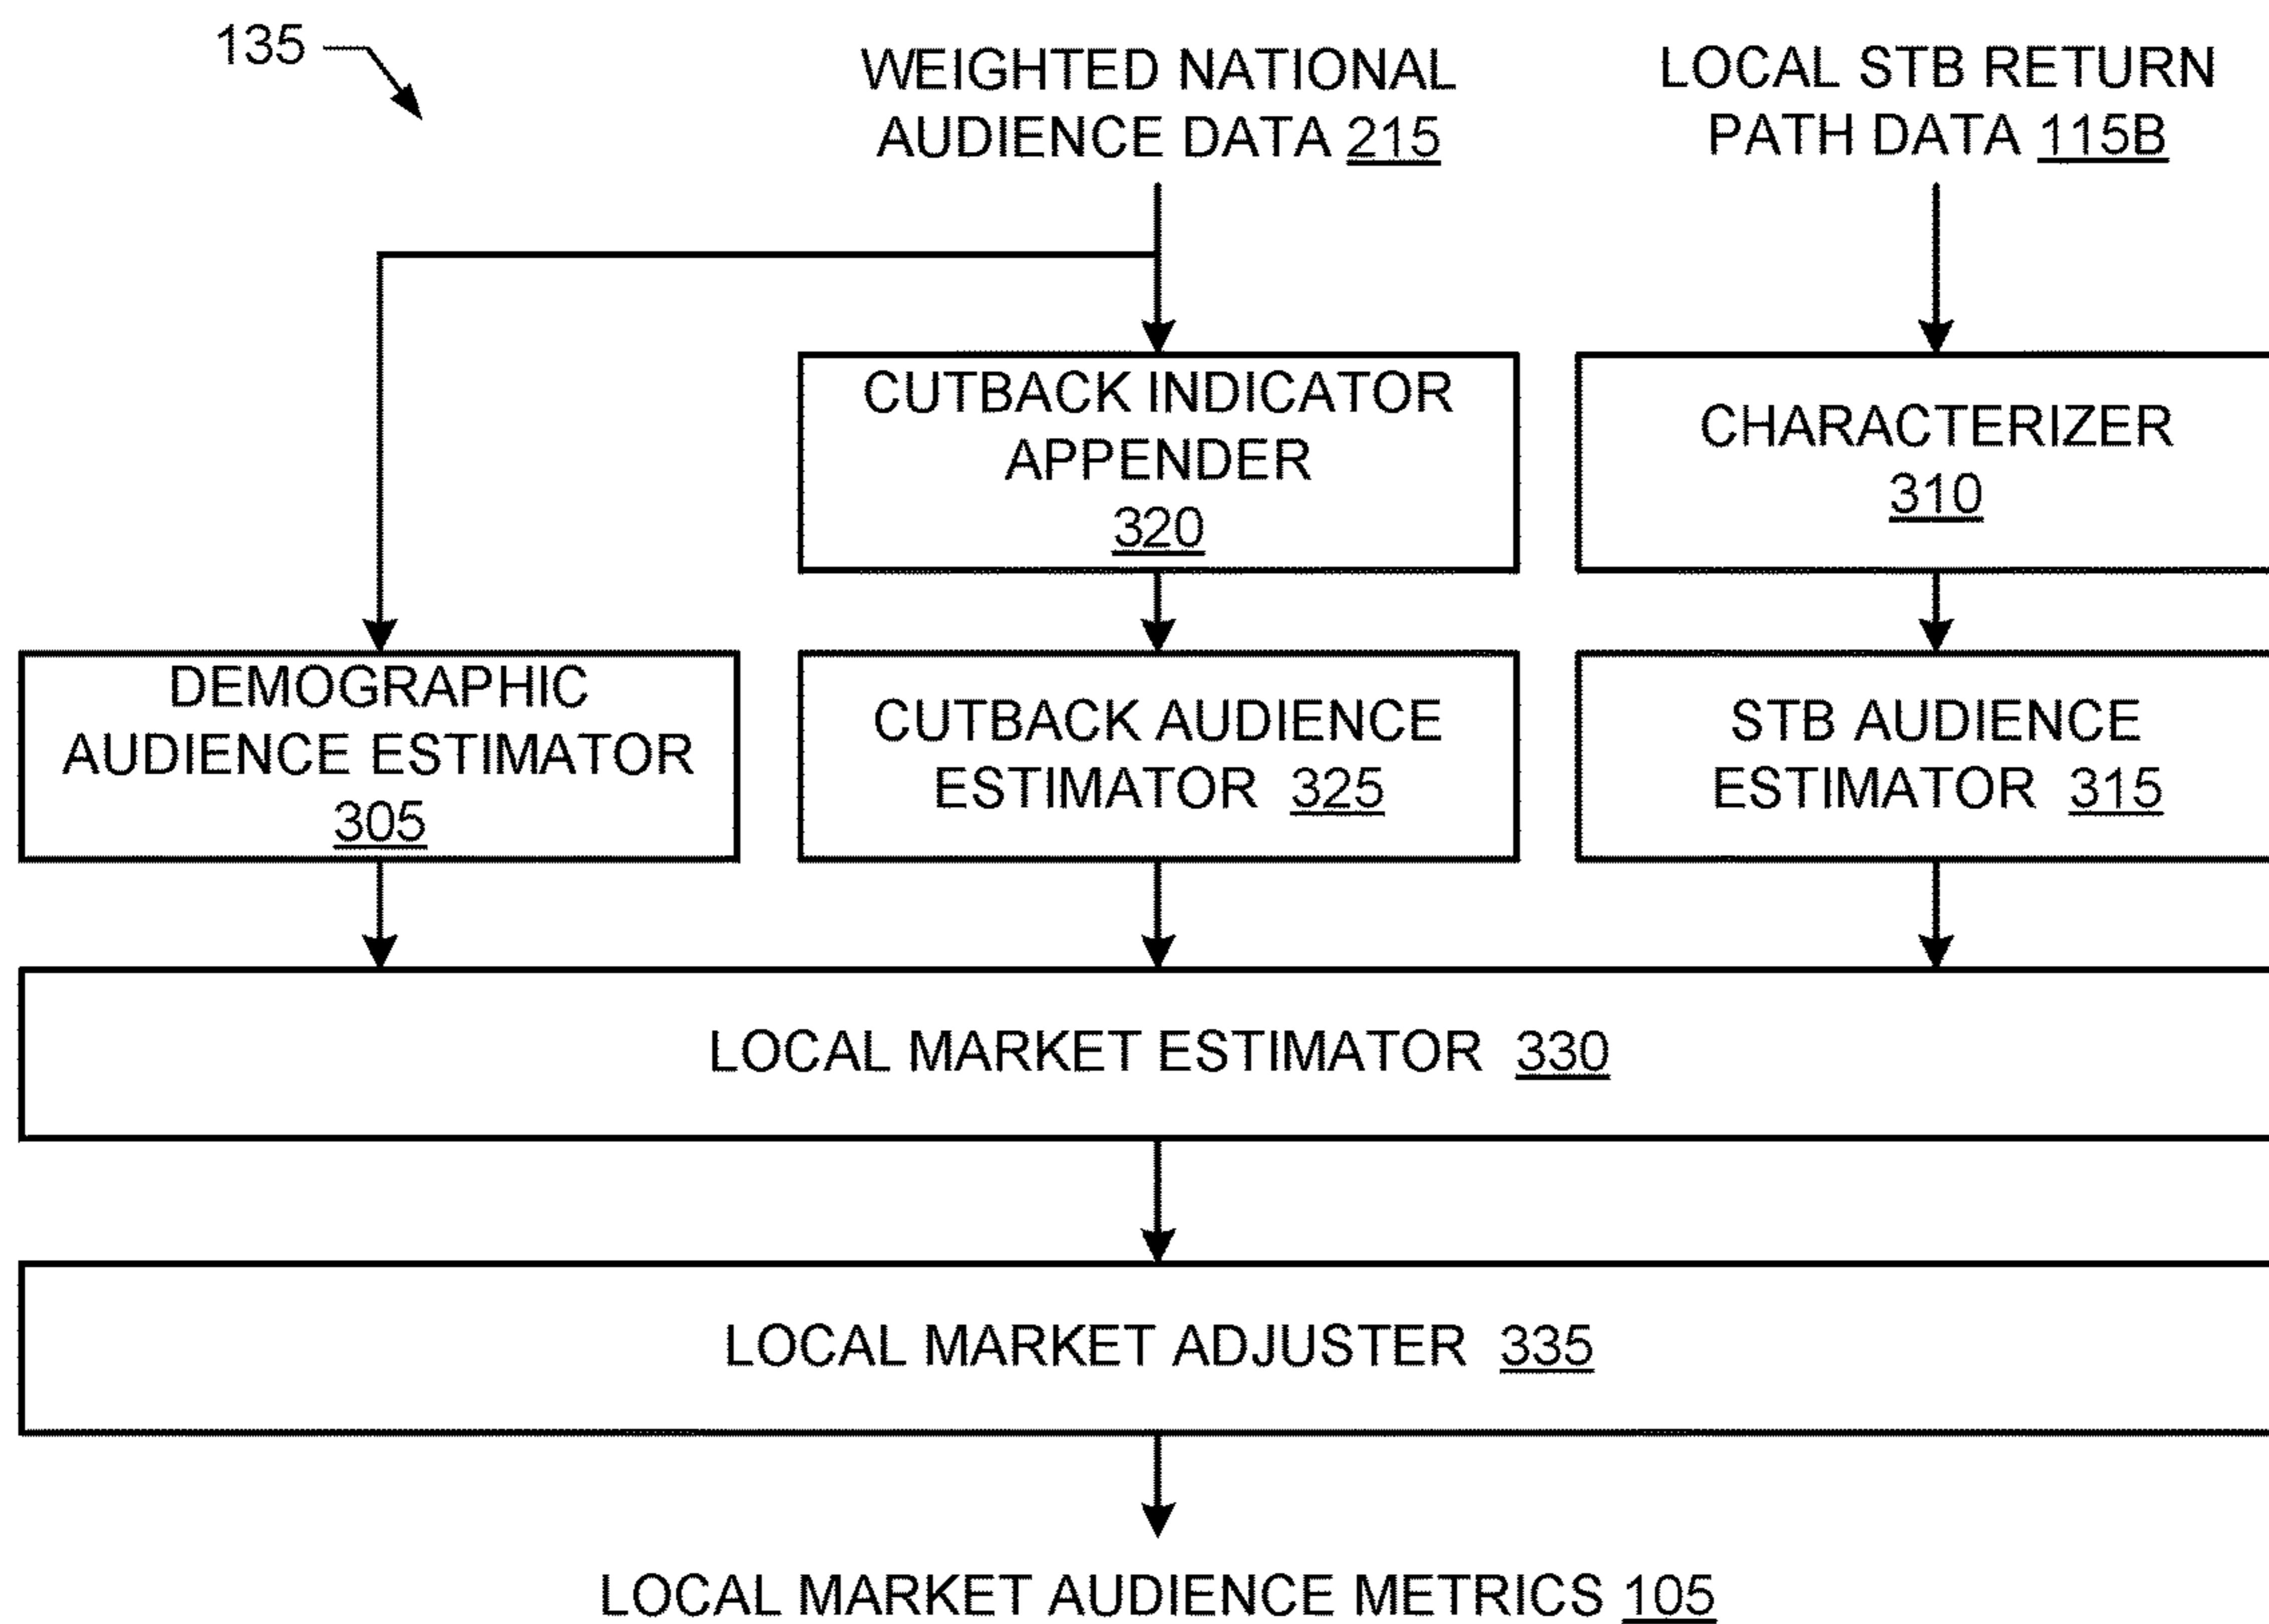 135
WEIGHTED NATIONAL
AUDIENCE DATA 215
LOCAL STB RETURN
PATH DATA 115B
CUTBACK INDICATOR
APPENDER
320
CHARACTERIZER
310
DEMOGRAPHIC
AUDIENCE ESTIMATOR
305
CUTBACK AUDIENCE
ESTIMATOR 325
STB AUDIENCE
ESTIMATOR 315
LOCAL MARKET ESTIMATOR 330
LOCAL MARKET ADJUSTER 335
LOCAL MARKET AUDIENCE METRICS 105